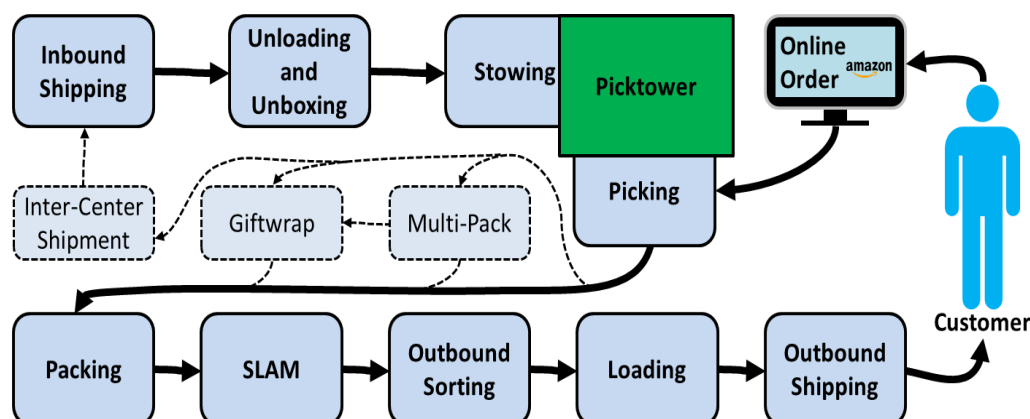 Inbound
Shipping
Unloading
and
Unboxing
Stowing
Picktower
Online
Order
amazon
Inter-Center
Shipment
Giftwrap
Multi-Pack
Picking
Customer
Packing
SLAM
Outbound
Sorting
Loading
Outbound
Shipping